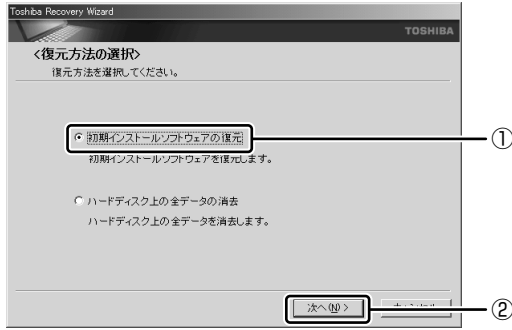 Toshiba Recovery Wizard
TOSHIBA
<復元方法の選択>
復元方法を選択してください。
初期インストールソフトウェアの復元
①
初期インストールソフトウェアを復元します。
ハードディスク上の全データの消去
ハードディスク上の全データを消去します。
次へ(N) >
②